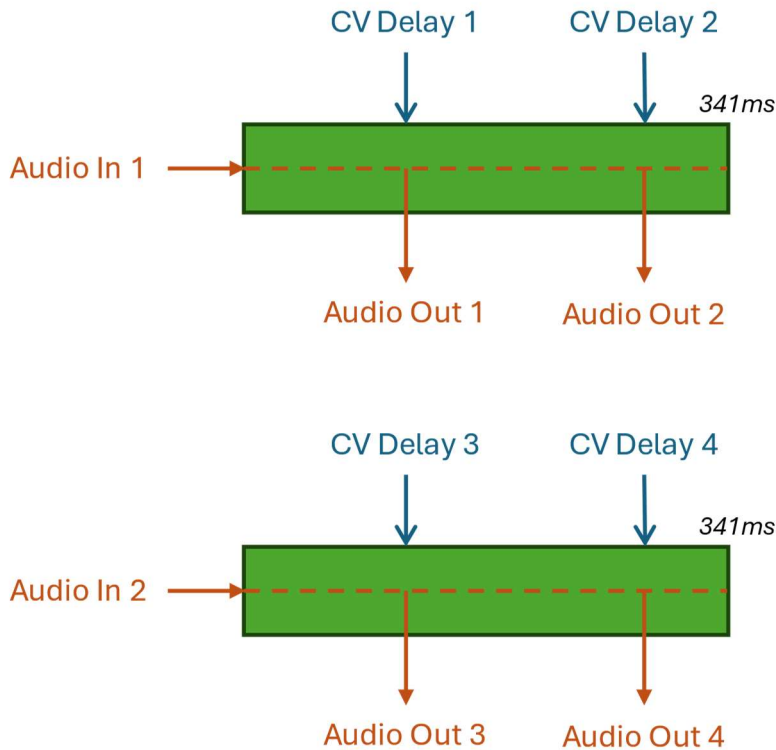 CV Delay 1
CV Delay 2
341ms
Audio In 1
Audio Out 1
Audio Out 2
CV Delay 3
CV Delay 4
341ms
Audio In 2
Audio Out 3
Audio Out 4